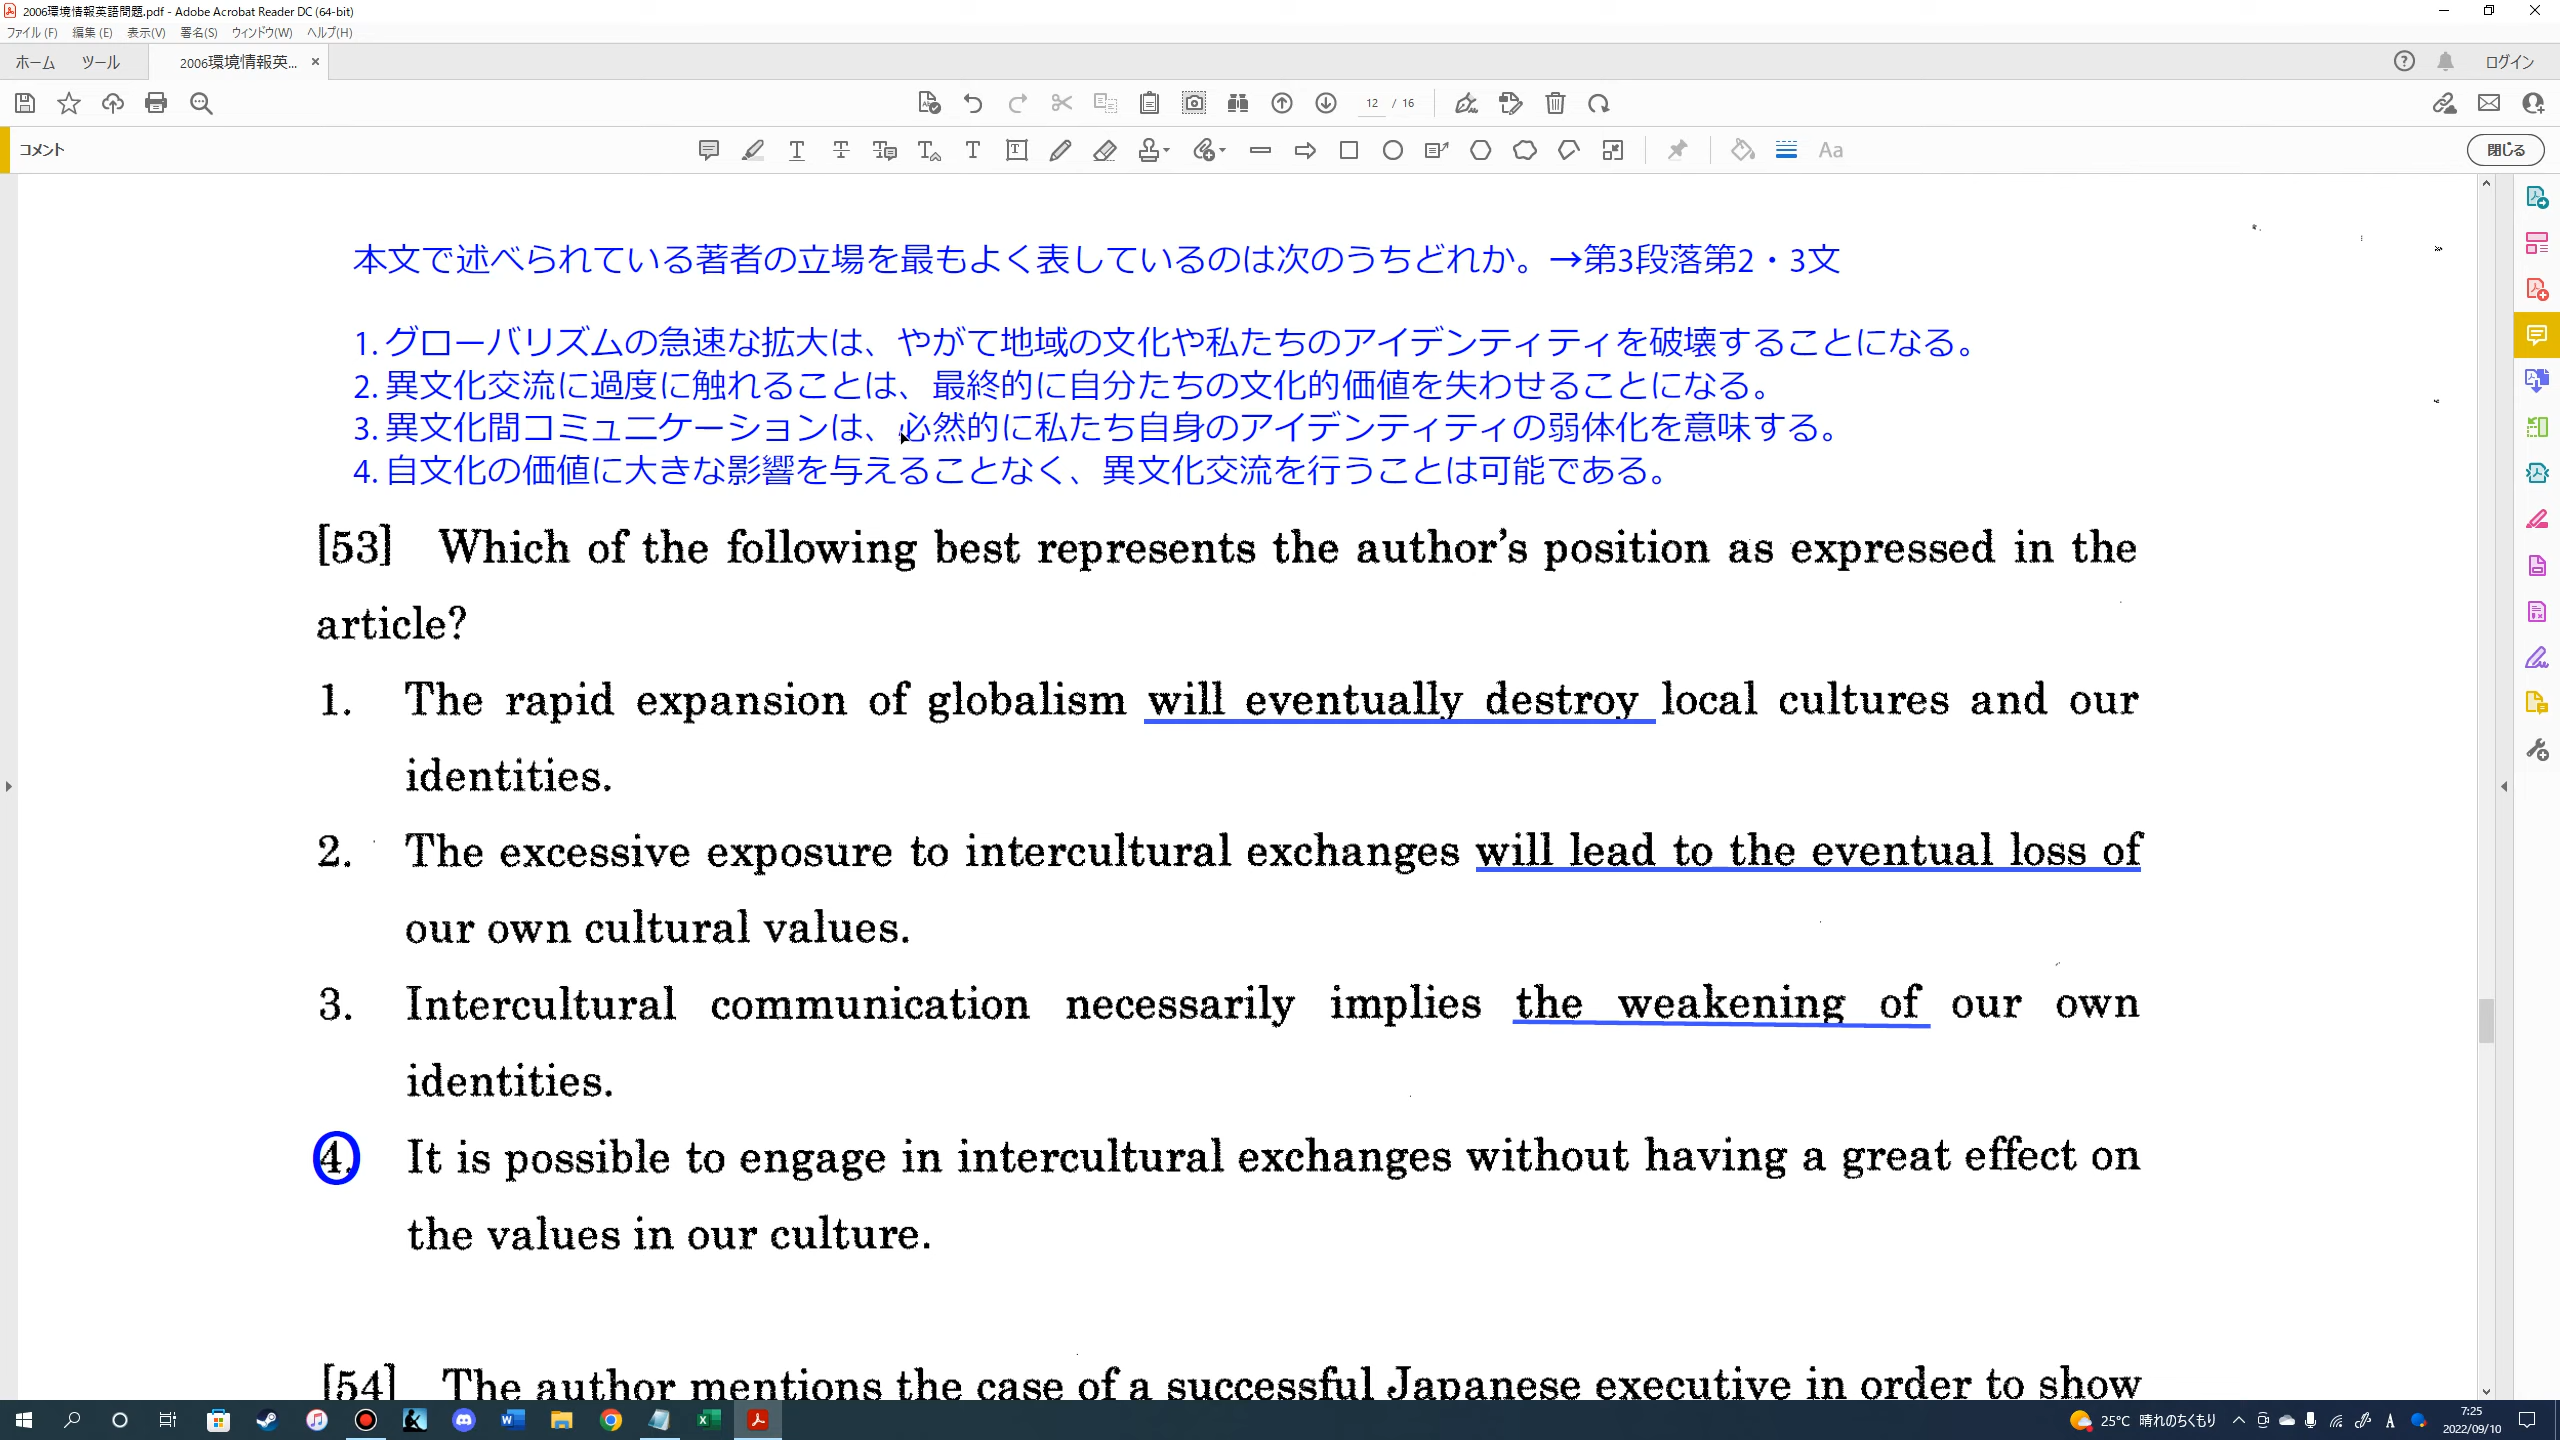 2006環境情報英語問題.pdf - Adobe Acrobat Reader DC (64-bit)
ファイル(F) 編集(E) 表示(V) 署名(S) ウィンドウ(W) ヘルプ(H)
ホーム ツール 2006環境情報英... × ログイン
12 / 16
コメント 閉じる
本文で述べられている著者の立場を最もよく表しているのは次のうちどれか。→第3段落第2・3文
1. グローバリズムの急速な拡大は、やがて地域の文化や私たちのアイデンティティを破壊することになる。
2. 異文化交流に過度に触れることは、最終的に自分たちの文化的価値を失わせることになる。
3. 異文化間コミュニケーションは、必然的に私たち自身のアイデンティティの弱体化を意味する。
4. 自文化の価値に大きな影響を与えることなく、異文化交流を行うことは可能である。
[53] Which of the following best represents the author's position as expressed in the
article?
1. The rapid expansion of globalism will eventually destroy local cultures and our
identities.
2. The excessive exposure to intercultural exchanges will lead to the eventual loss of
our own cultural values.
3. Intercultural communication necessarily implies the weakening of our own
identities.
4. It is possible to engage in intercultural exchanges without having a great effect on
the values in our culture.
[54] The author mentions the case of a successful Japanese executive in order to show
25°C 晴れのちくもり A 7:25
2022/09/10